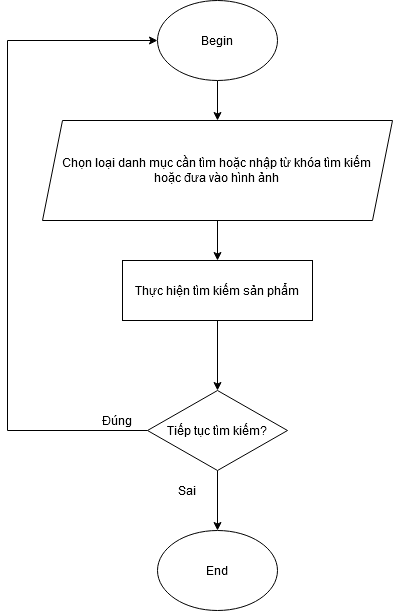 Begin
Chọn loại danh mục cần tìm hoặc nhập từ khóa tìm kiếm
hoặc đưa vào hình ảnh
Thực hiện tìm kiếm sản phẩm
Đúng
Tiếp tục tìm kiếm?
Sai
End